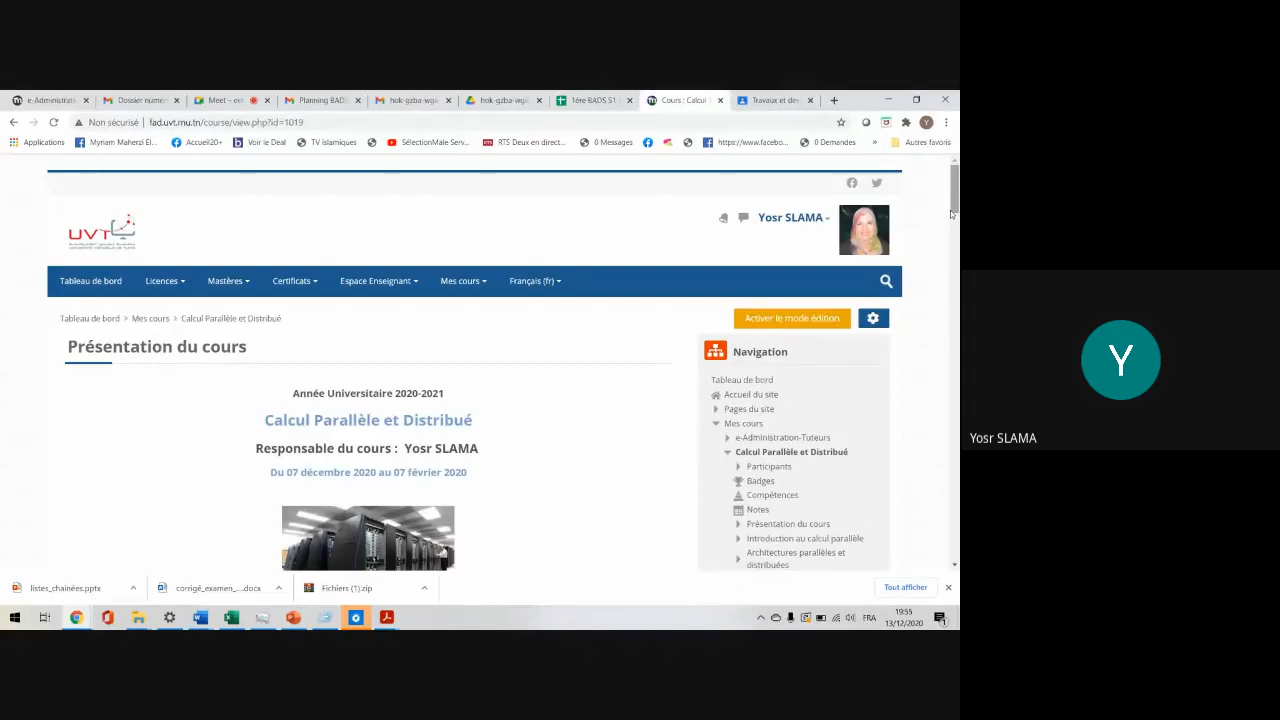 e-Administratio
Dossier numé
Meet – eet
Planning BADS
hok-gzba-wga
hok-gzba-wga
1ére BADS S1
Cours : Calcul
Travaux et dev
Non sécurisé | fad.uvt.rnu.tn/course/view.php?id=1019
Applications
Myriam Maherzi El...
Accueil20+
Voir le Deal
TV islamiques
SélectionMale Serv...
RTS Deux en direct...
0 Messages
https://www.facebo...
0 Demandes
»
Autres favoris
UVT
Yosr SLAMA
Tableau de bord
Licences
Mastères
Certificats
Espace Enseignant
Mes cours
Français (fr)
Tableau de bord > Mes cours > Calcul Parallèle et Distribué
Activer le mode édition
Présentation du cours
Année Universitaire 2020-2021
Calcul Parallèle et Distribué
Responsable du cours : Yosr SLAMA
Du 07 décembre 2020 au 07 février 2020
Navigation
Tableau de bord
Accueil du site
Pages du site
Mes cours
e-Administration-Tuteurs
Calcul Parallèle et Distribué
Participants
Badges
Compétences
Notes
Présentation du cours
Introduction au calcul parallèle
Architectures parallèles et
distribuées
Y
Yosr SLAMA
listes_chainées.pptx
corrigé_examen_....docx
Fichiers (1).zip
Tout afficher
FRA
19:55
13/12/2020